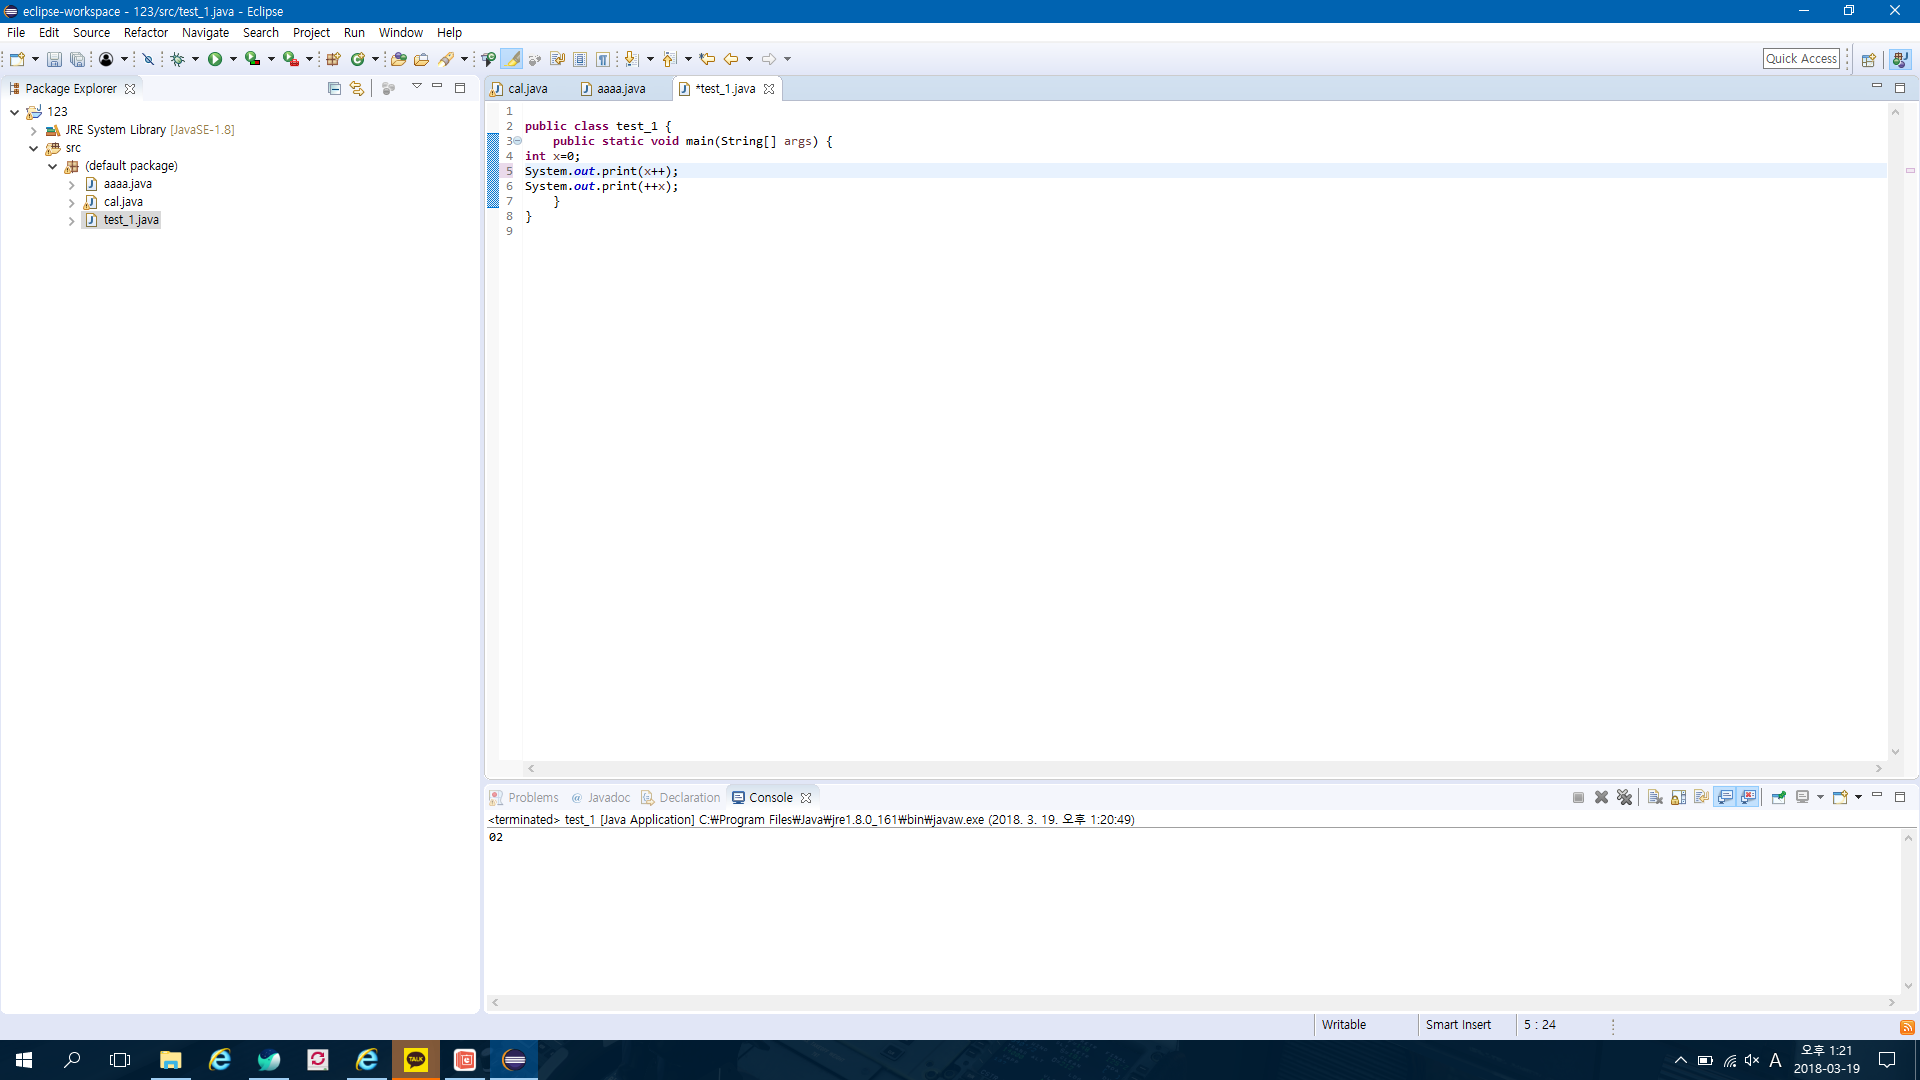 eclipse-workspace - 123/src/test_1.java - Eclipse
File Edit Source Refactor Navigate Search Project Run Window Help
Quick Access
Package Explorer
123
JRE System Library [JavaSE-1.8]
src
(default package)
aaaa.java
cal.java
test_1.java
cal.java aaaa.java *test_1.java
1
2 public class test_1 {
3 public static void main(String[] args) {
4 int x=0;
5 System.out.print(x++);
6 System.out.print(++x);
7 }
8 }
9
Problems @ Javadoc Declaration Console
<terminated> test_1 [Java Application] C:₩Program Files₩Java₩jre1.8.0_161₩bin₩javaw.exe (2018. 3. 19. 오후 1:20:49)
02
Writable Smart Insert 5 : 24
TALK
A
오후 1:21
2018-03-19